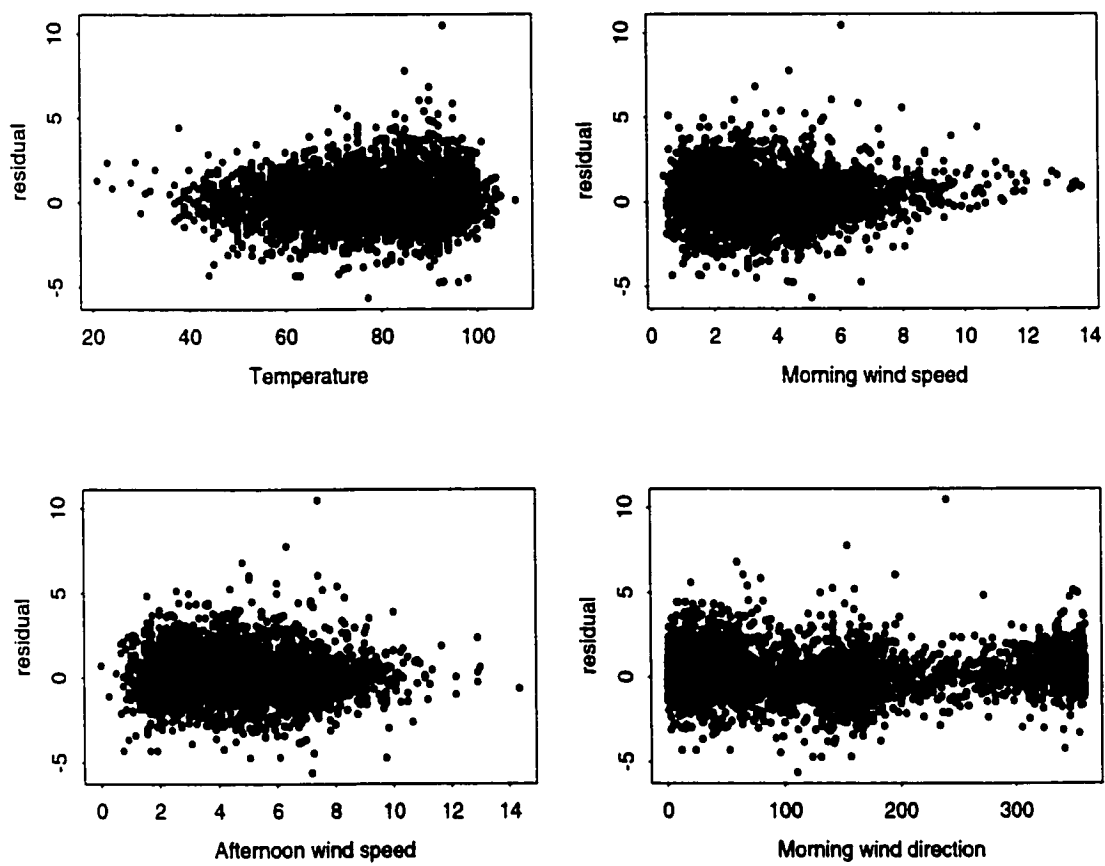 residual
10
5
0
-5
20 40 60 80 100
Temperature
residual
10
5
0
-5
0 2 4 6 8 10 12 14
Morning wind speed
residual
10
5
0
-5
0 2 4 6 8 10 12 14
Afternoon wind speed
residual
10
5
0
-5
0 100 200 300
Morning wind direction